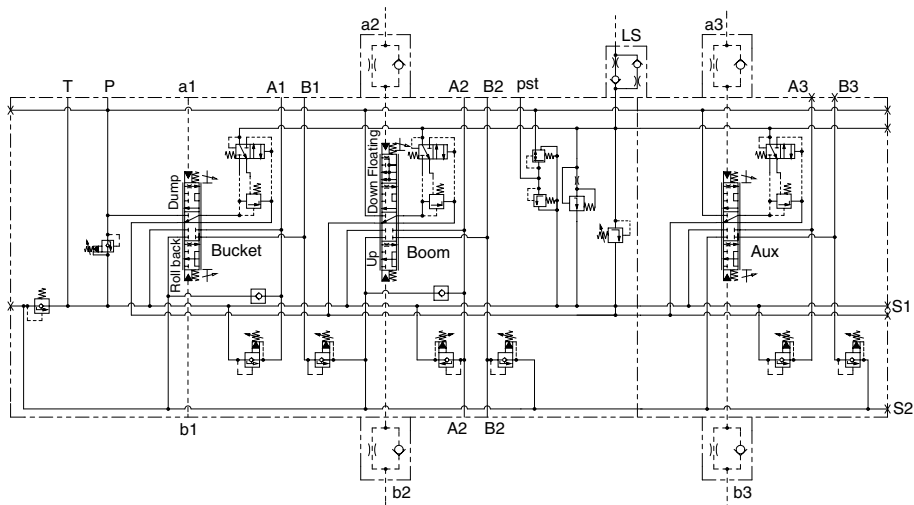 a2
a3
LS
T
P
a1
A1
B1
A2
B2
pst
A3
B3
Dump
Down Floating
Roll back
Bucket
Up
Boom
Aux
S1
S2
b1
A2
B2
b2
b3